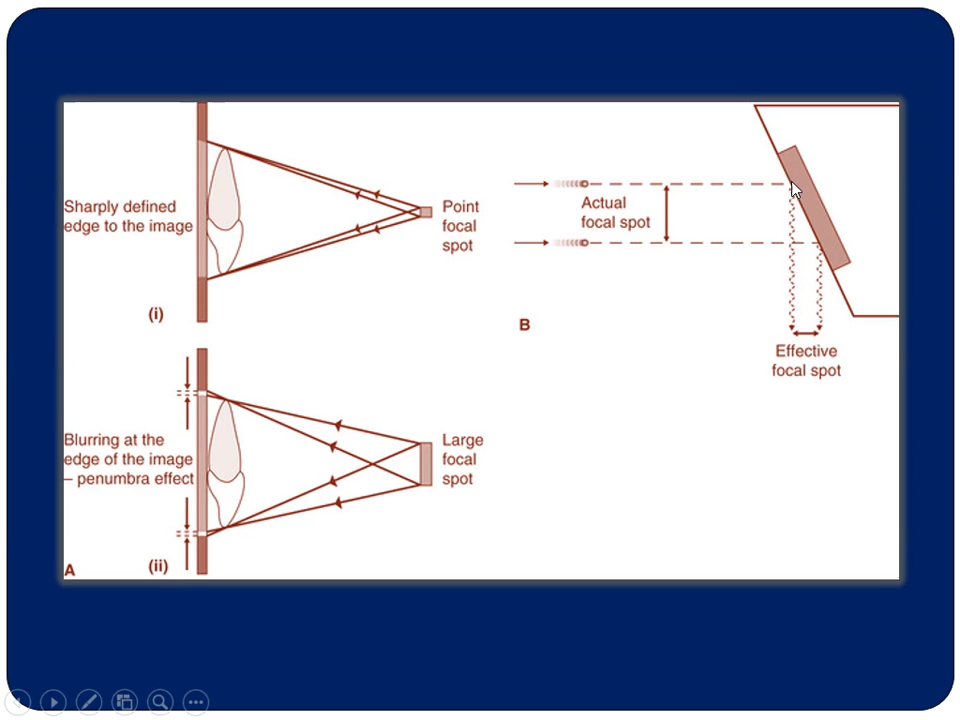 Sharply defined
edge to the image
Point
focal
spot
(i)
Blurring at the
edge of the image
– penumbra effect
Large
focal
spot
(ii)
A
Actual
focal spot
B
Effective
focal spot